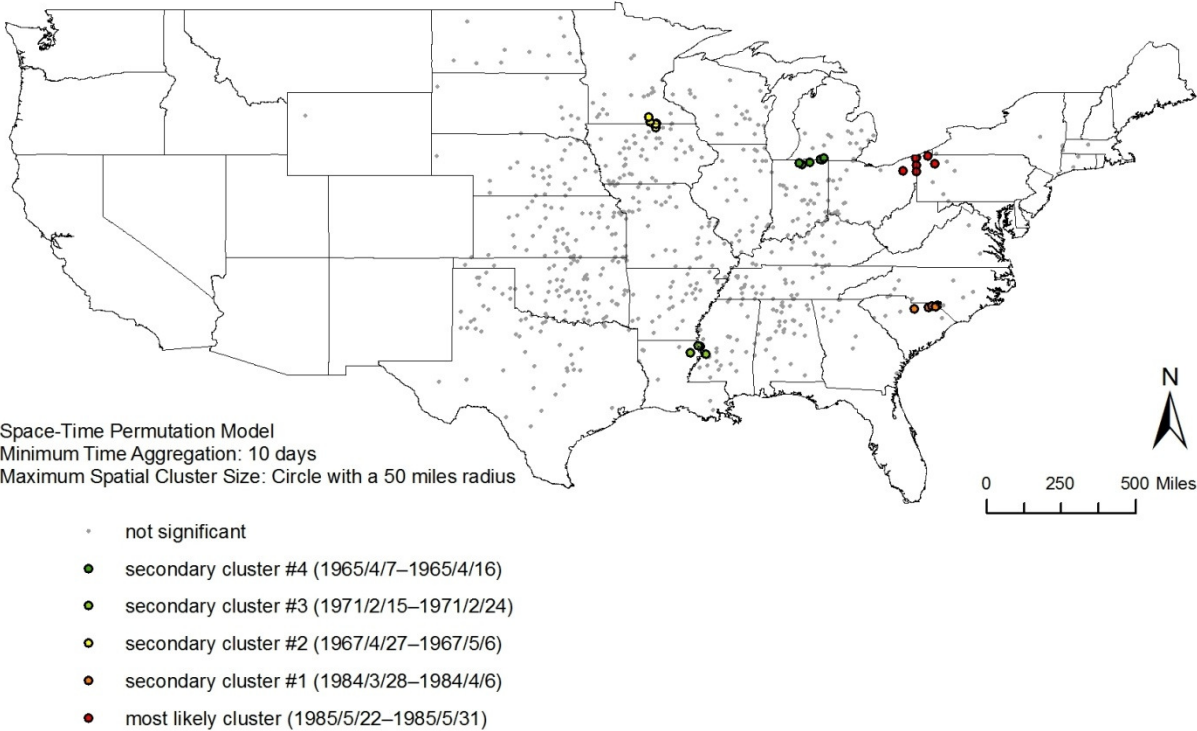 N
Space-Time Permutation Model
Minimum Time Aggregation: 10 days
Maximum Spatial Cluster Size: Circle with a 50 miles radius
0 250 500 Miles
not significant
secondary cluster #4 (1965/4/7–1965/4/16)
secondary cluster #3 (1971/2/15–1971/2/24)
secondary cluster #2 (1967/4/27–1967/5/6)
secondary cluster #1 (1984/3/28–1984/4/6)
most likely cluster (1985/5/22–1985/5/31)